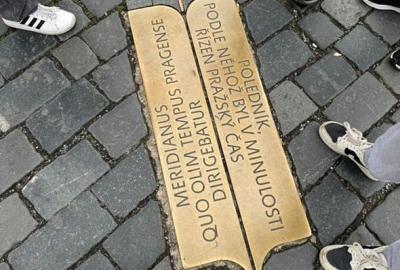 MERIDIANUS
QUO OLIM TEMPUS PRAGENSE
DIRIGEBATUR
POLEDNÍK,
PODLE NĚHOŽ BYL V MINULOSTI
ŘÍZEN PRAŽSKÝ ČAS